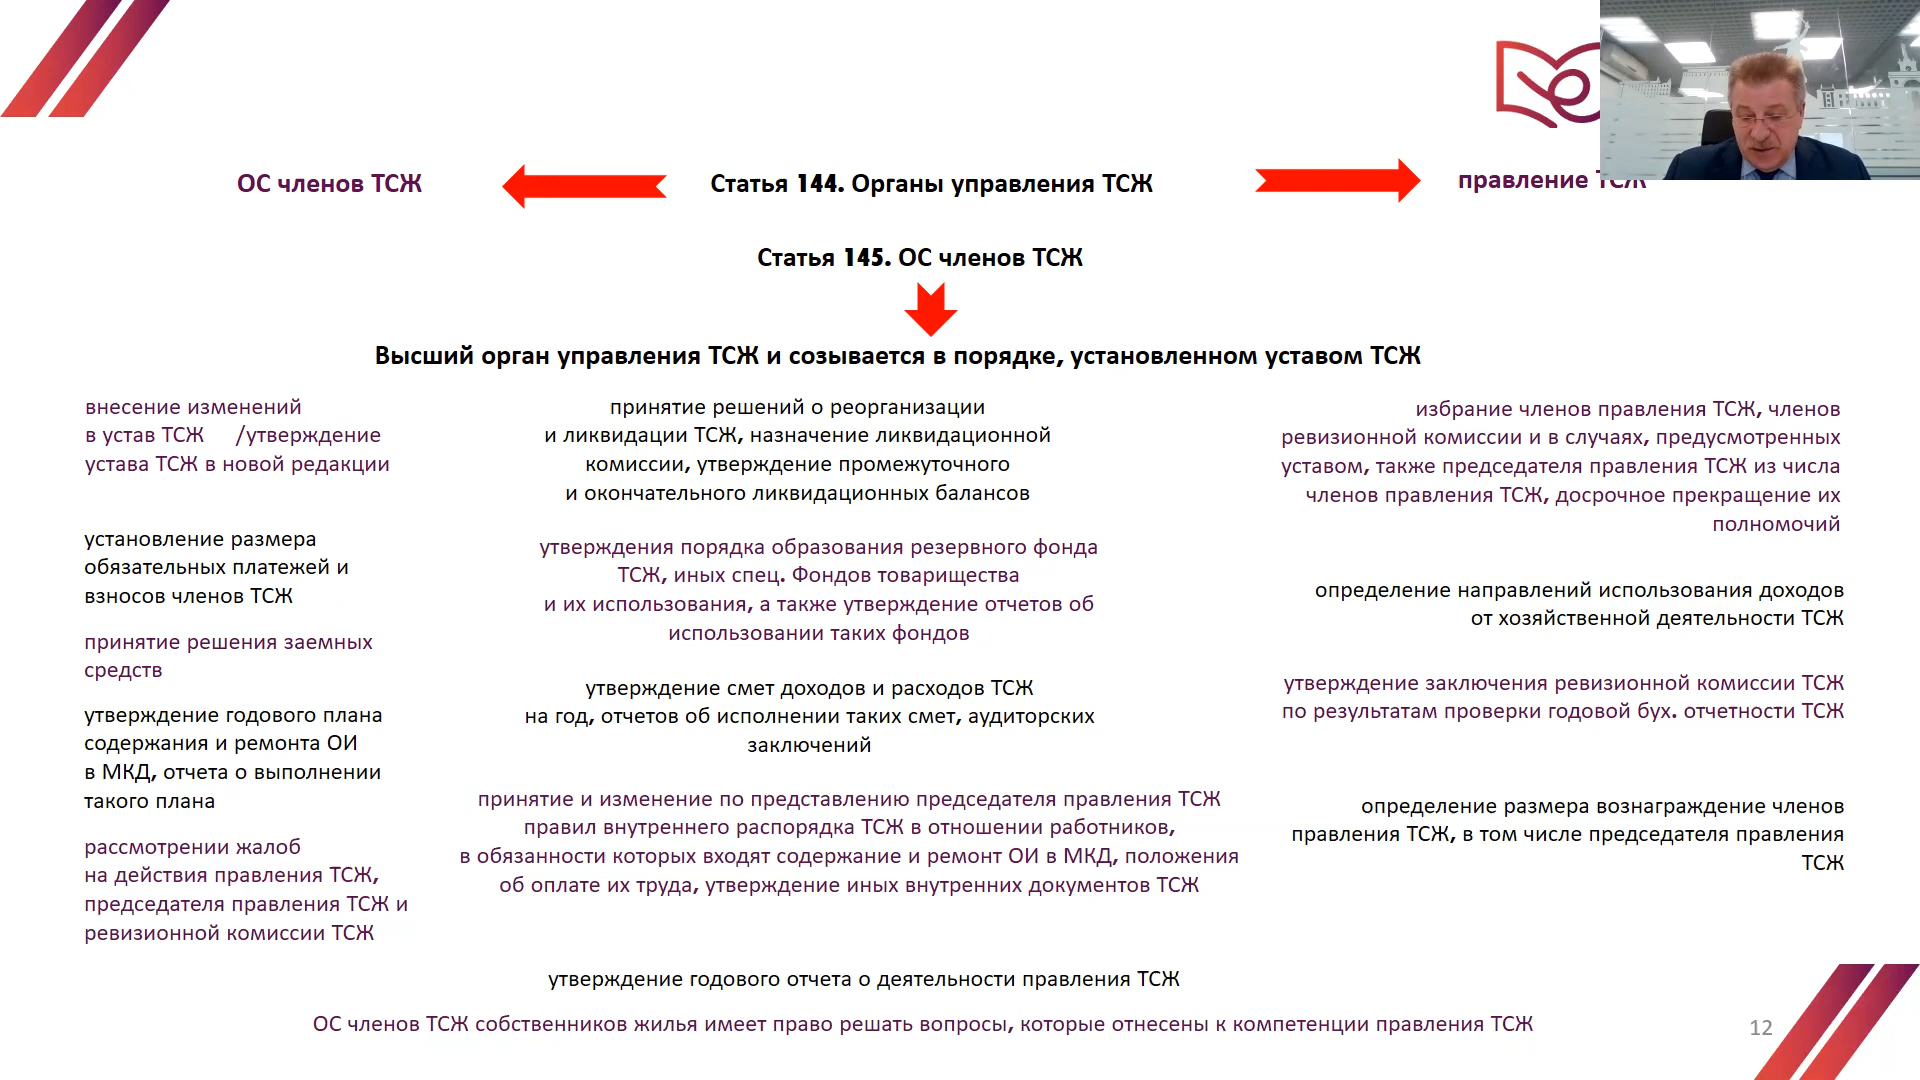 ОС членов ТСЖ
Статья 144. Органы управления ТСЖ
правление ТСЖ
Статья 145. ОС членов ТСЖ
Высший орган управления ТСЖ и созывается в порядке, установленном уставом ТСЖ
внесение изменений
в устав ТСЖ /утверждение
устава ТСЖ в новой редакции
установление размера
обязательных платежей и
взносов членов ТСЖ
принятие решения заемных
средств
утверждение годового плана
содержания и ремонта ОИ
в МКД, отчета о выполнении
такого плана
рассмотрении жалоб
на действия правления ТСЖ,
председателя правления ТСЖ и
ревизионной комиссии ТСЖ
принятие решений о реорганизации
и ликвидации ТСЖ, назначение ликвидационной
комиссии, утверждение промежуточного
и окончательного ликвидационных балансов
утверждения порядка образования резервного фонда
ТСЖ, иных спец. Фондов товарищества
и их использования, а также утверждение отчетов об
использовании таких фондов
утверждение смет доходов и расходов ТСЖ
на год, отчетов об исполнении таких смет, аудиторских
заключений
принятие и изменение по представлению председателя правления ТСЖ
правил внутреннего распорядка ТСЖ в отношении работников,
в обязанности которых входят содержание и ремонт ОИ в МКД, положения
об оплате их труда, утверждение иных внутренних документов ТСЖ
избрание членов правления ТСЖ, членов
ревизионной комиссии и в случаях, предусмотренных
уставом, также председателя правления ТСЖ из числа
членов правления ТСЖ, досрочное прекращение их
полномочий
определение направлений использования доходов
от хозяйственной деятельности ТСЖ
утверждение заключения ревизионной комиссии ТСЖ
по результатам проверки годовой бух. отчетности ТСЖ
определение размера вознаграждение членов
правления ТСЖ, в том числе председателя правления
ТСЖ
утверждение годового отчета о деятельности правления ТСЖ
ОС членов ТСЖ собственников жилья имеет право решать вопросы, которые отнесены к компетенции правления ТСЖ
12